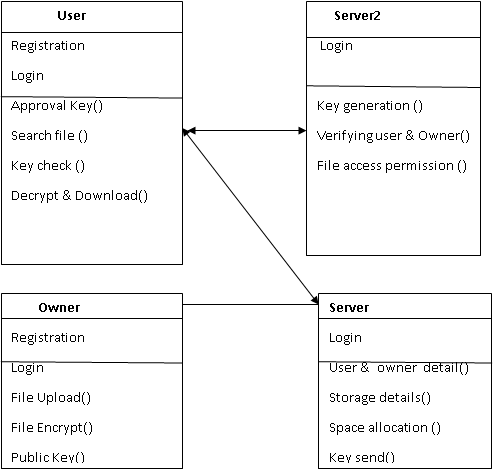 User
Registration
Login
Approval Key()
Search file ()
Key check ()
Decrypt & Download()
Server2
Login
Key generation ()
Verifying user & Owner()
File access permission ()
Owner
Registration
Login
File Upload()
File Encrypt()
Public Key()
Server
Login
User & owner detail()
Storage details()
Space allocation ()
Key send()